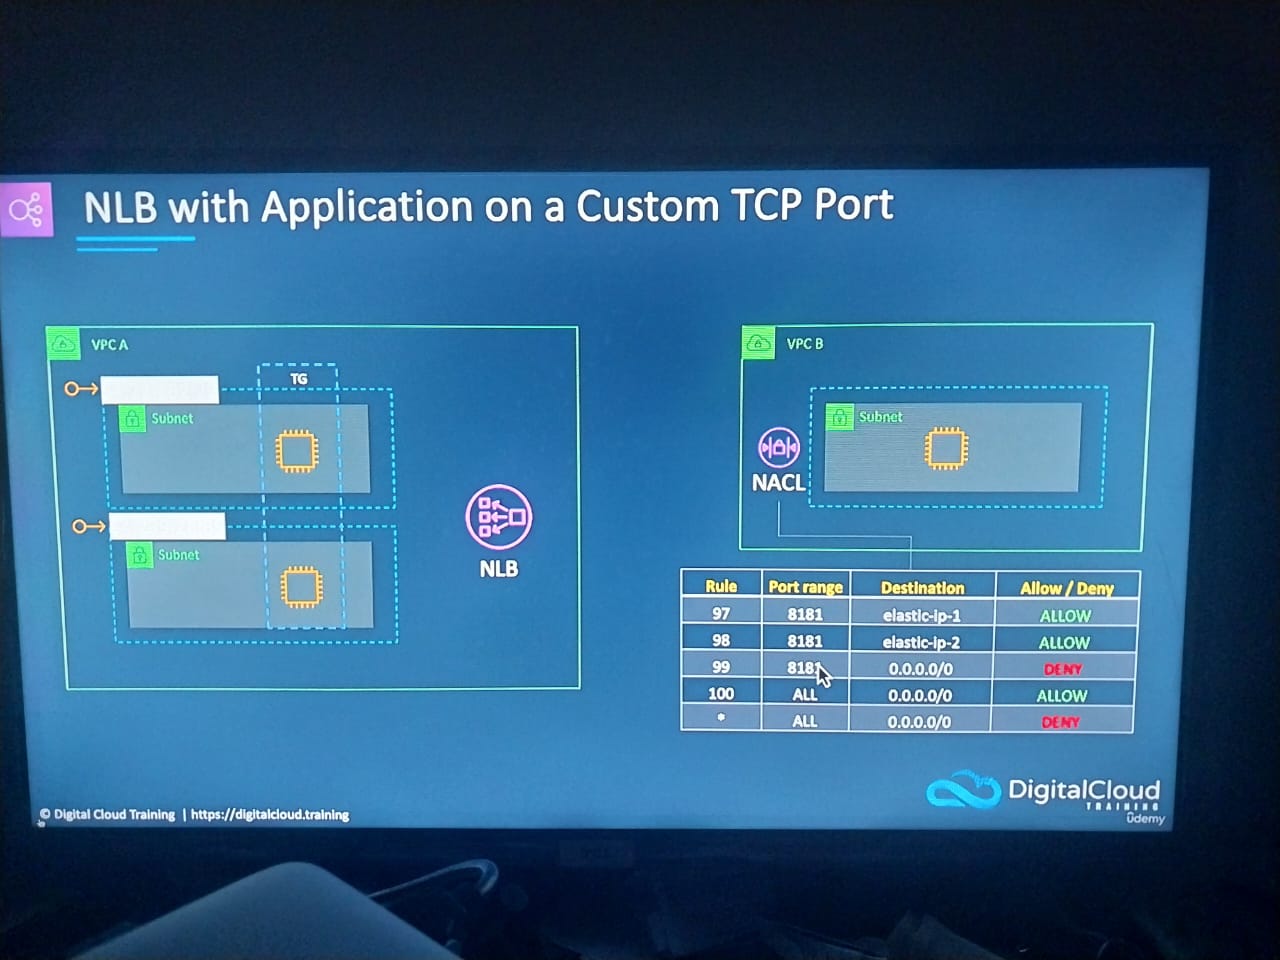 NLB with Application on a Custom TCP Port
VPC A
TG
Subnet
Subnet
NLB
VPC B
Subnet
NACL
Rule Port range Destination Allow / Deny
97 8181 elastic-ip-1 ALLOW
98 8181 elastic-ip-2 ALLOW
99 8181 0.0.0.0/0 DENY
100 ALL 0.0.0.0/0 ALLOW
* ALL 0.0.0.0/0 DENY
© Digital Cloud Training | https://digitalcloud.training
DigitalCloud
TRAINING
ûdemy